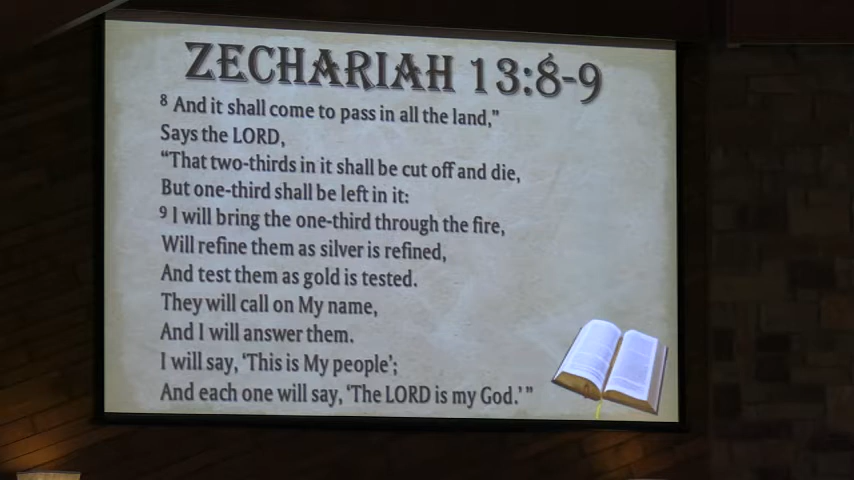 ZECHARIAH 13:8-9
8 And it shall come to pass in all the land,”
Says the LORD,
“That two-thirds in it shall be cut off and die,
But one-third shall be left in it:
9 I will bring the one-third through the fire,
Will refine them as silver is refined,
And test them as gold is tested.
They will call on My name,
And I will answer them.
I will say, ‘This is My people’;
And each one will say, ‘The LORD is my God.’ ”